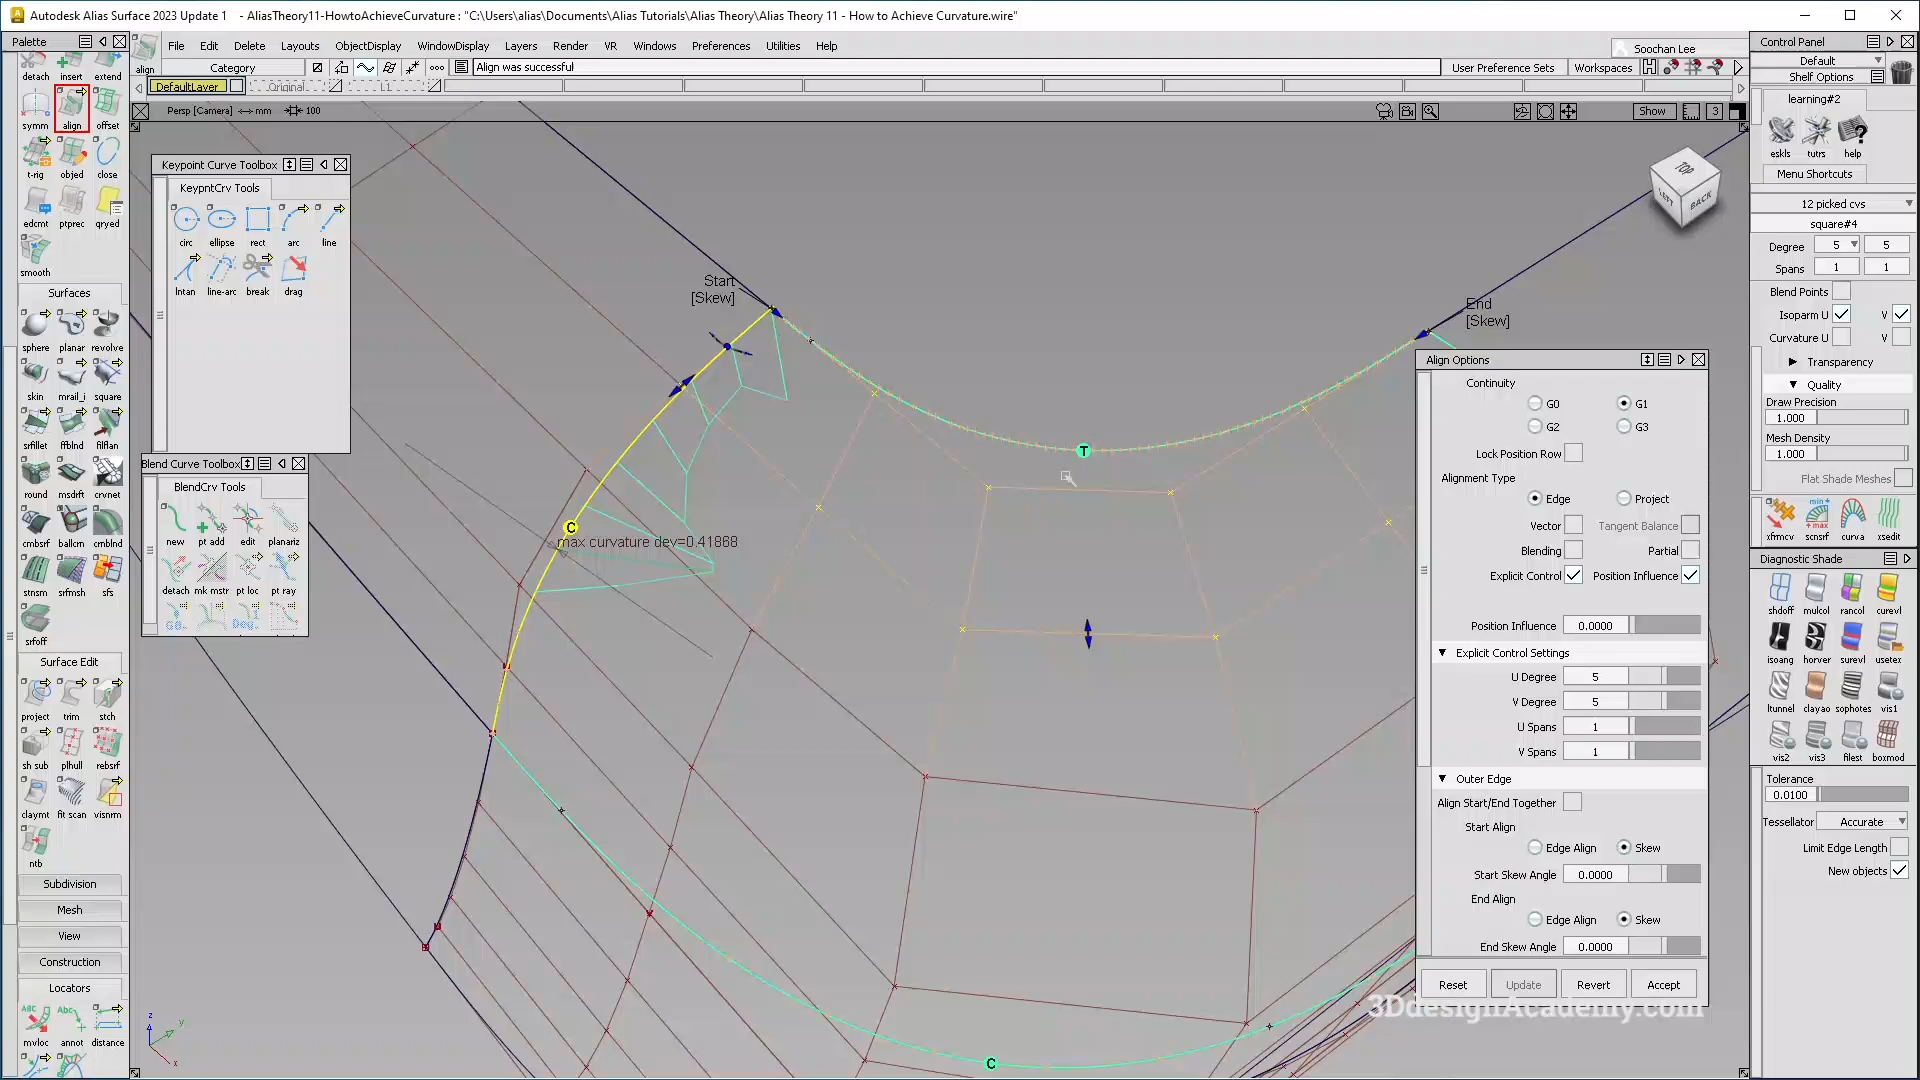 Autodesk Alias Surface 2023 Update 1 - AliasTheory11-HowtoAchieveCurvature : "C:\Users\alias\Documents\Alias Tutorials\Alias Theory\Alias Theory 11 - How to Achieve Curvature.wire"
Palette
File Edit Delete Layouts ObjectDisplay WindowDisplay Layers Render VR Windows Preferences Utilities Help
Soochan Lee
align
Category
Align was successful
User Preference Sets
Workspaces
DefaultLayer
Original
L1
Persp [Camera] <-> mm
100
Show
3
detach insert extend
symm align offset
t-rig objed close
edcmt ptprec qryed
smooth
Surfaces
sphere planar revolve
skin mrail_i square
srfillet ffblnd filflan
round msdrft crvnet
cmbsrf ballcrn cmblnd
stnsm srfmsh sfs
srfoff
Surface Edit
project trim stch
sh sub plhull rebsrf
claymt fit scan visnrm
ntb
Subdivision
Mesh
View
Construction
Locators
mvloc annot distance
Keypoint Curve Toolbox
KeypntCrv Tools
circ ellipse rect arc line
lntan line-arc break drag
Blend Curve Toolbox
BlendCrv Tools
new pt add edit planariz
detach mk mstr pt loc pt ray
Start
[Skew]
End
[Skew]
T
C
max curvature dev=0.41868
C
TOP
LEFT
BACK
z
y
x
Align Options
Continuity
G0 G1
G2 G3
Lock Position Row
Alignment Type
Edge Project
Vector Tangent Balance
Blending Partial
Explicit Control Position Influence
Position Influence 0.0000
Explicit Control Settings
U Degree 5
V Degree 5
U Spans 1
V Spans 1
Outer Edge
Align Start/End Together
Start Align
Edge Align Skew
Start Skew Angle 0.0000
End Align
Edge Align Skew
End Skew Angle 0.0000
Reset Update Revert Accept
3DdesignAcademy.com
Control Panel
Default
Shelf Options
learning#2
eskls tutrs help
Menu Shortcuts
12 picked cvs
square#4
Degree 5 5
Spans 1 1
Blend Points
Isoparm U V
Curvature U V
Transparency
Quality
Draw Precision
1.000
Mesh Density
1.000
Flat Shade Meshes
min+
+max
xfrmcv scnsrf curva xsedit
Diagnostic Shade
shdoff mulcol rancol curevl
isoang horver surevl usetex
ltunnel clayao sophotes vis1
vis2 vis3 filest boxmod
Tolerance
0.0100
Tessellator Accurate
Limit Edge Length
New objects